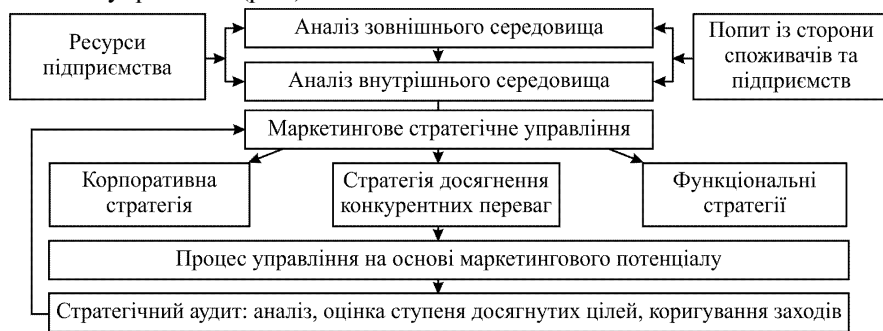 Ресурси
підприємства
Аналіз зовнішнього середовища
Аналіз внутрішнього середовища
Попит із сторони
споживачів та
підприємств
Маркетингове стратегічне управління
Корпоративна
стратегія
Стратегія досягнення
конкурентних переваг
Функціональні
стратегії
Процес управління на основі маркетингового потенціалу
Стратегічний аудит: аналіз, оцінка ступеня досягнутих цілей, коригування заходів